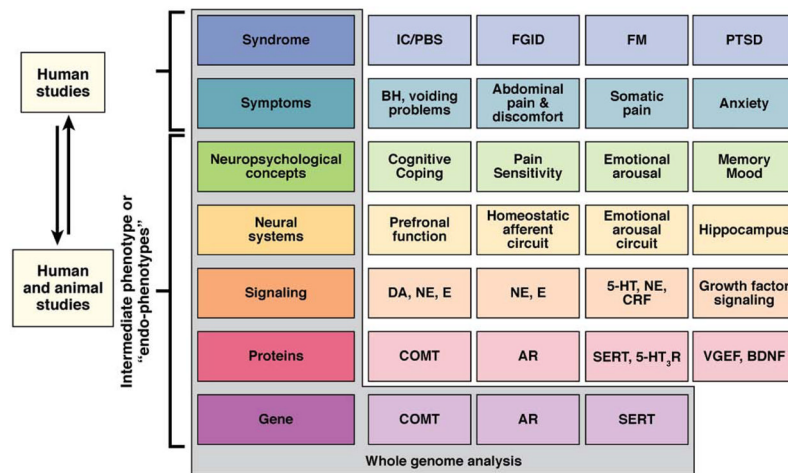 Syndrome
IC/PBS
FGID
FM
PTSD
Human
studies
Symptoms
BH, voiding
problems
Abdominal
pain &
discomfort
Somatic
pain
Anxiety
Neuropsychological
concepts
Cognitive
Coping
Pain
Sensitivity
Emotional
arousal
Memory
Mood
Intermediate phenotype or
"endo-phenotypes"
Neural
systems
Prefronal
function
Homeostatic
afferent
circuit
Emotional
arousal
circuit
Hippocampus
Human
and animal
studies
Signaling
DA, NE, E
NE, E
5-HT, NE,
CRF
Growth factor
signaling
Proteins
COMT
AR
SERT, 5-HT₃R
VGEF, BDNF
Gene
COMT
AR
SERT
Whole genome analysis